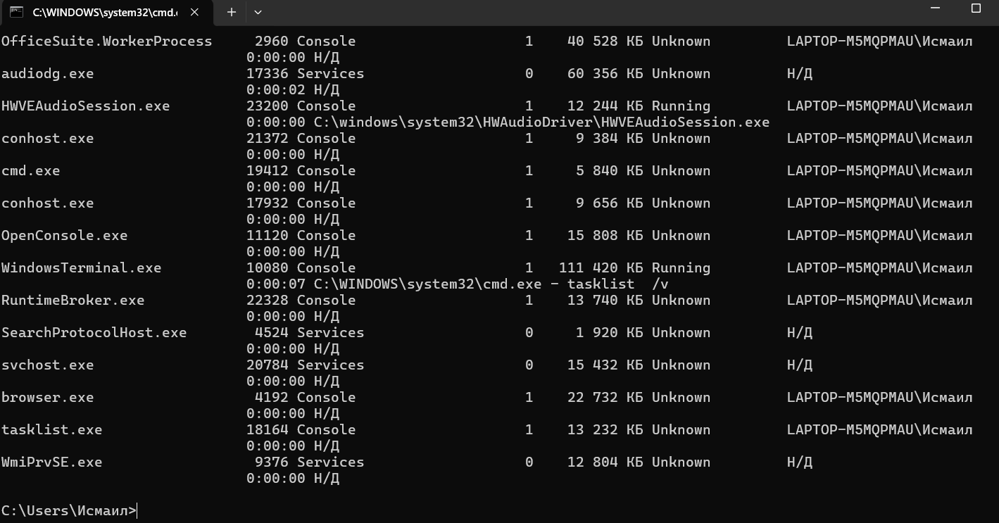 C:\WINDOWS\system32\cmd.
OfficeSuite.WorkerProcess 2960 Console 1 40 528 КБ Unknown LAPTOP-M5MQPMAU\Исмаил
0:00:00 Н/Д
audiodg.exe 17336 Services 0 60 356 КБ Unknown Н/Д
0:00:02 Н/Д
HWVEAudioSession.exe 23200 Console 1 12 244 КБ Running LAPTOP-M5MQPMAU\Исмаил
0:00:00 C:\windows\system32\HWAudioDriver\HWVEAudioSession.exe
conhost.exe 21372 Console 1 9 384 КБ Unknown LAPTOP-M5MQPMAU\Исмаил
0:00:00 Н/Д
cmd.exe 19412 Console 1 5 840 КБ Unknown LAPTOP-M5MQPMAU\Исмаил
0:00:00 Н/Д
conhost.exe 17932 Console 1 9 656 КБ Unknown LAPTOP-M5MQPMAU\Исмаил
0:00:00 Н/Д
OpenConsole.exe 11120 Console 1 15 808 КБ Unknown LAPTOP-M5MQPMAU\Исмаил
0:00:00 Н/Д
WindowsTerminal.exe 10080 Console 1 111 420 КБ Running LAPTOP-M5MQPMAU\Исмаил
0:00:07 C:\WINDOWS\system32\cmd.exe - tasklist /v
RuntimeBroker.exe 22328 Console 1 13 740 КБ Unknown LAPTOP-M5MQPMAU\Исмаил
0:00:00 Н/Д
SearchProtocolHost.exe 4524 Services 0 1 920 КБ Unknown Н/Д
0:00:00 Н/Д
svchost.exe 20784 Services 0 15 432 КБ Unknown Н/Д
0:00:00 Н/Д
browser.exe 4192 Console 1 22 732 КБ Unknown LAPTOP-M5MQPMAU\Исмаил
0:00:00 Н/Д
tasklist.exe 18164 Console 1 13 232 КБ Unknown LAPTOP-M5MQPMAU\Исмаил
0:00:00 Н/Д
WmiPrvSE.exe 9376 Services 0 12 804 КБ Unknown Н/Д
0:00:00 Н/Д
C:\Users\Исмаил>